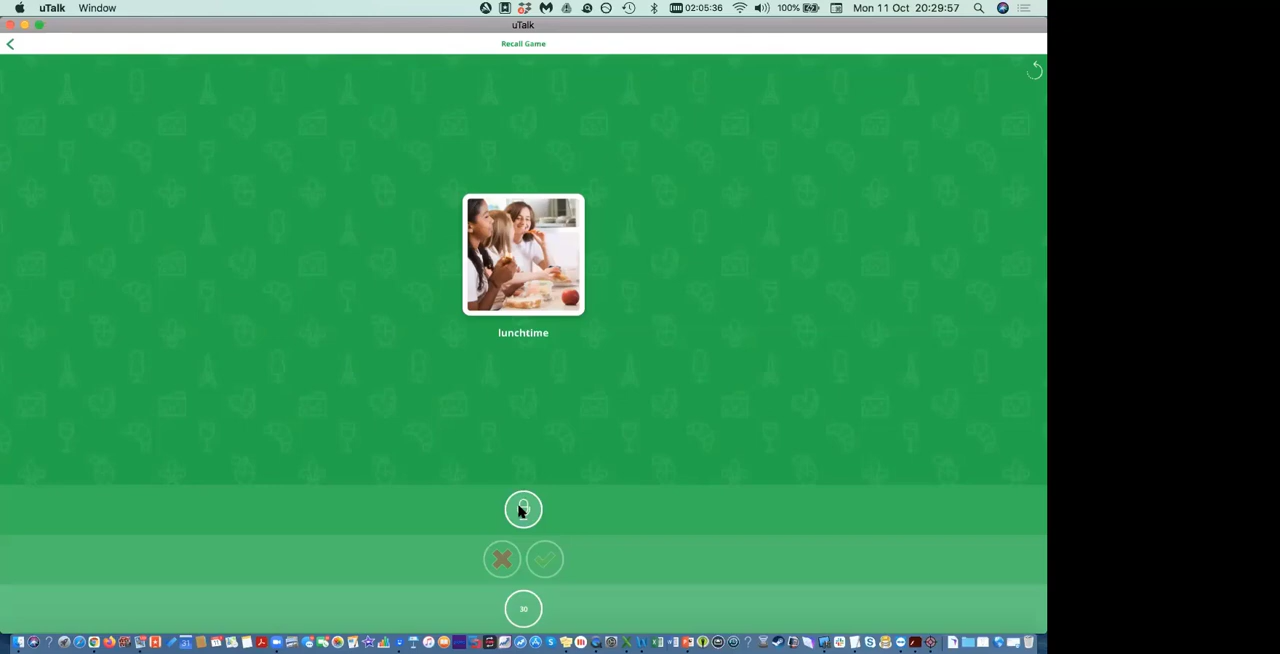 uTalk Window 02:05:36 100% Mon 11 Oct 20:29:57
uTalk
Recall Game
lunchtime
30